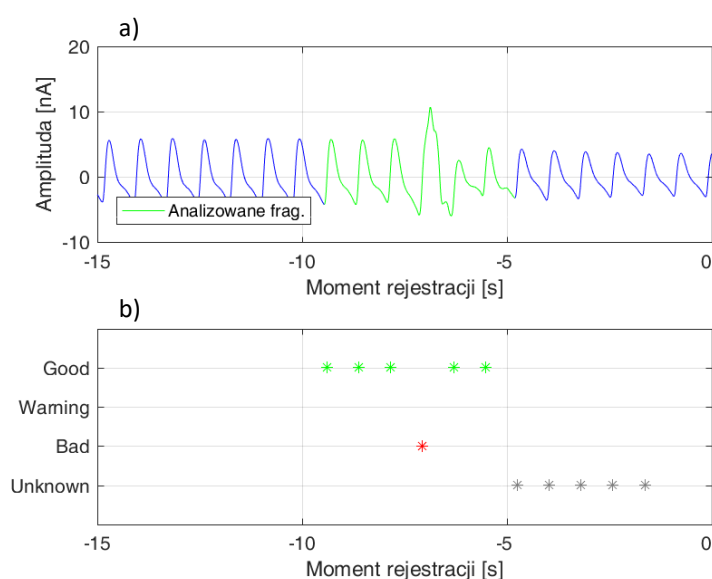 a)
20
10
0
-10
Amplituda [nA]
Analizowane frag.
-15 -10 -5 0
Moment rejestracji [s]
b)
Good
Warning
Bad
Unknown
-15 -10 -5 0
Moment rejestracji [s]